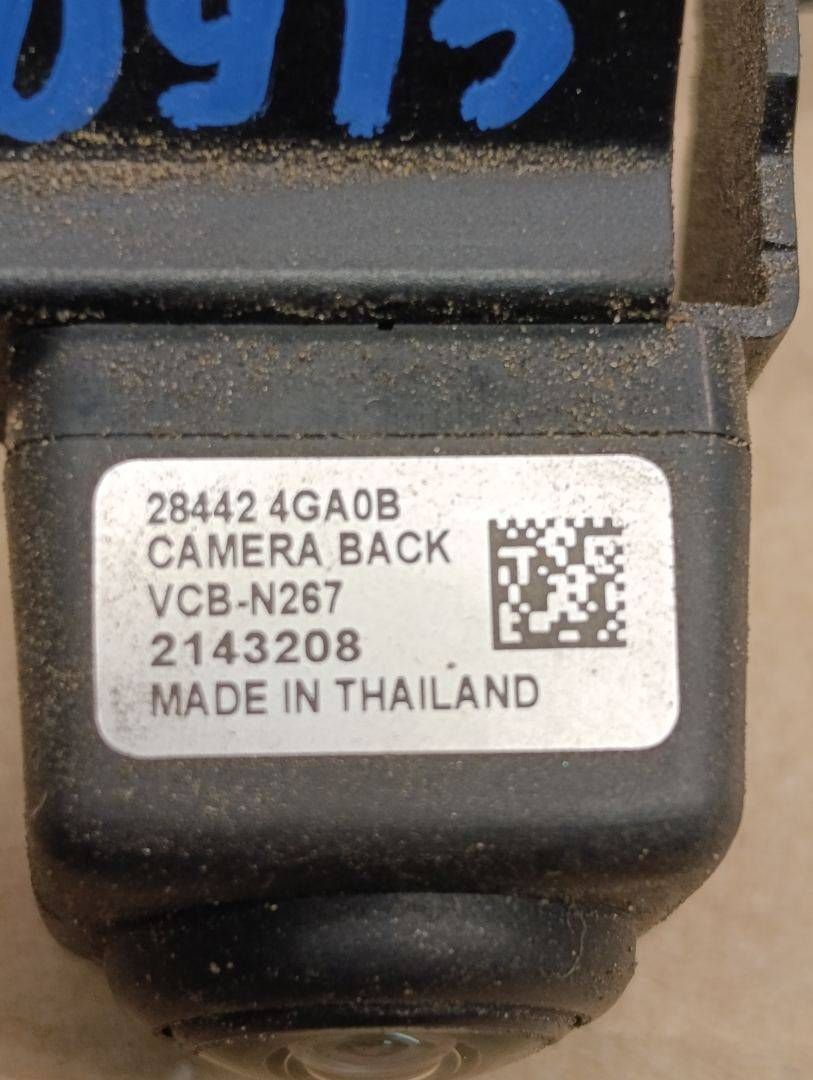 28442 4GA0B
CAMERA BACK
VCB-N267
2143208
MADE IN THAILAND